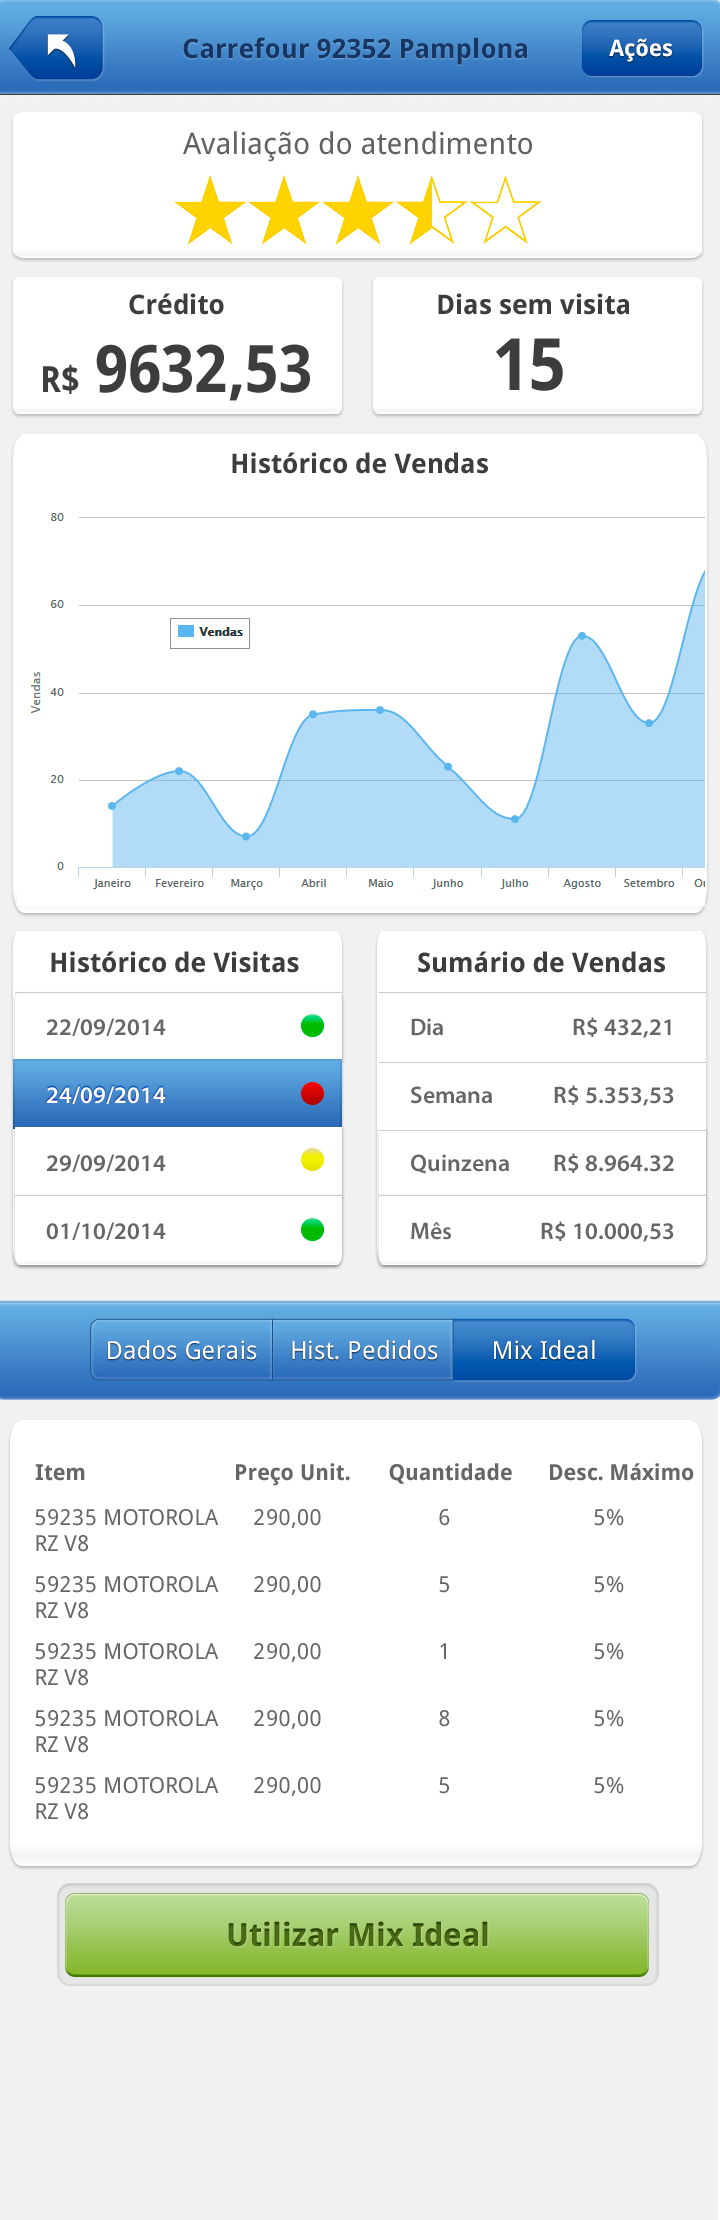 Carrefour 92352 Pamplona
Ações
Avaliação do atendimento
Crédito
R$ 9632,53
Dias sem visita
15
Histórico de Vendas
80
60
40
20
0
Vendas
Vendas
Janeiro Fevereiro Março Abril Maio Junho Julho Agosto Setembro
Histórico de Visitas
22/09/2014
24/09/2014
29/09/2014
01/10/2014
Sumário de Vendas
Dia R$ 432,21
Semana R$ 5.353,53
Quinzena R$ 8.964.32
Mês R$ 10.000,53
Dados Gerais Hist. Pedidos Mix Ideal
Item Preço Unit. Quantidade Desc. Máximo
59235 MOTOROLA 290,00 6 5%
RZ V8
59235 MOTOROLA 290,00 5 5%
RZ V8
59235 MOTOROLA 290,00 1 5%
RZ V8
59235 MOTOROLA 290,00 8 5%
RZ V8
59235 MOTOROLA 290,00 5 5%
RZ V8
Utilizar Mix Ideal